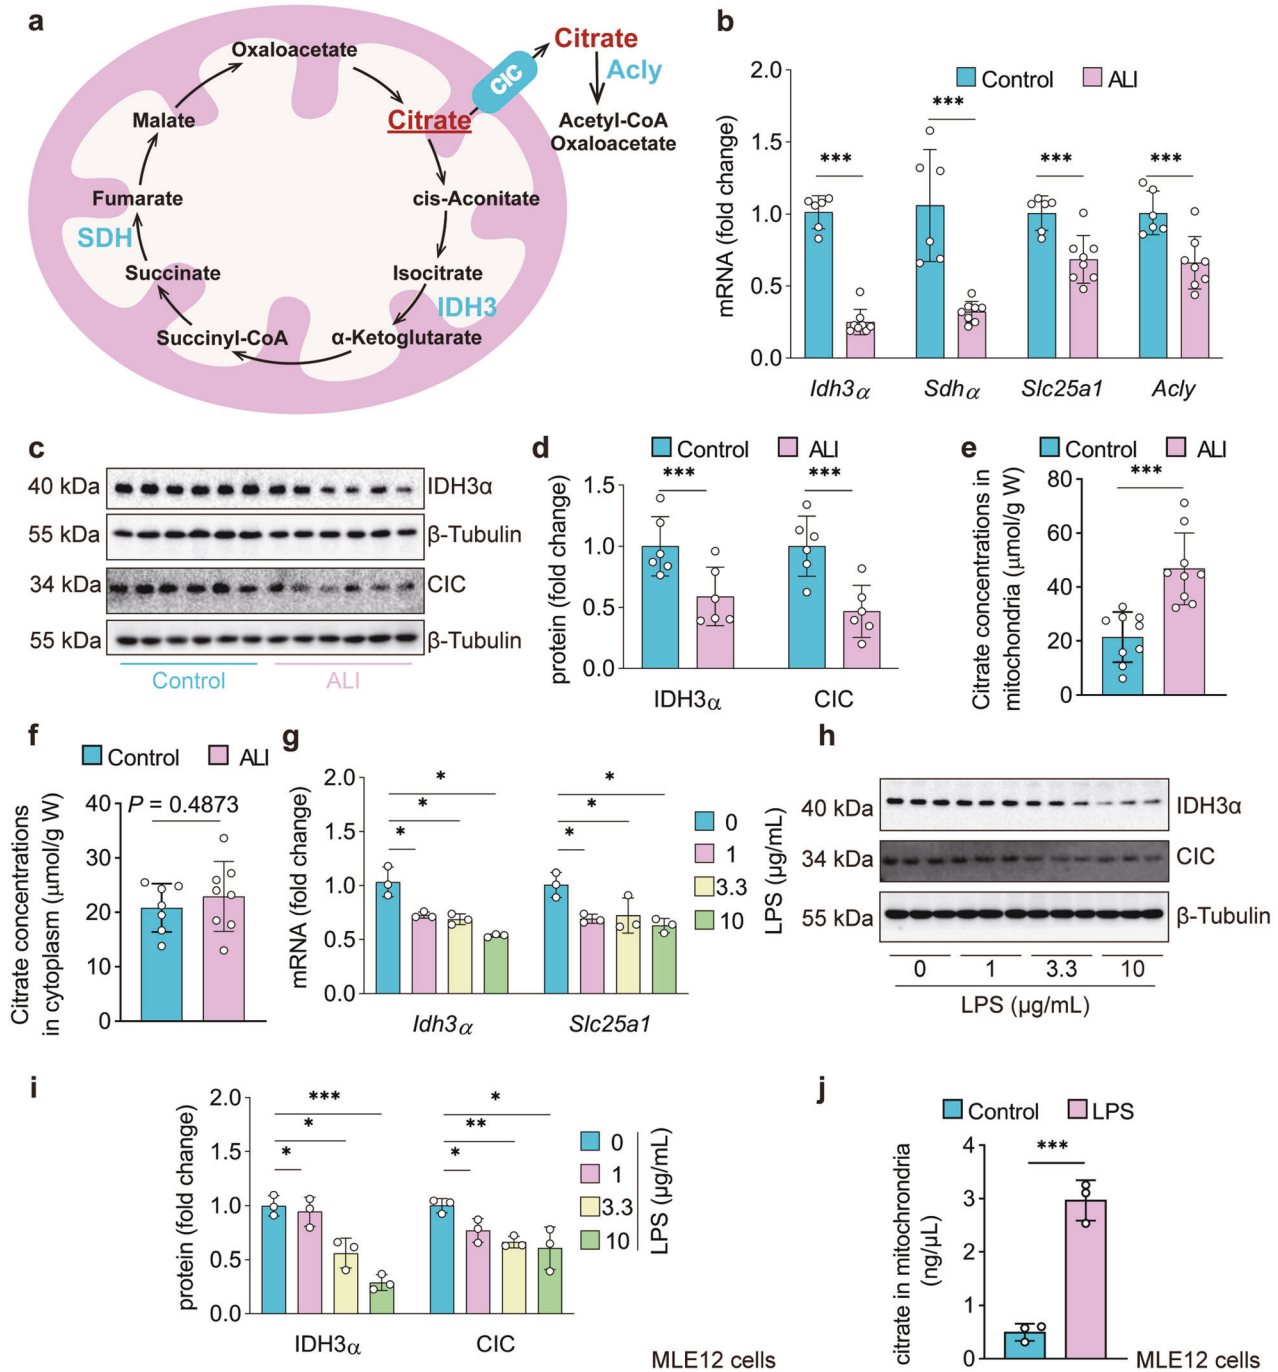 a
Oxaloacetate
Citrate
CIC
Acly
Malate
Citrate
Acetyl-CoA
Oxaloacetate
Fumarate
cis-Aconitate
SDH
Succinate
Isocitrate
IDH3
Succinyl-CoA
α-Ketoglutarate
b
Control
ALI
mRNA (fold change)
2.0
1.5
1.0
0.5
0.0
***
***
***
***
Idh3α
Sdhα
Slc25a1
Acly
c
40 kDa
IDH3α
55 kDa
β-Tubulin
34 kDa
CIC
55 kDa
β-Tubulin
Control
ALI
d
Control
ALI
protein (fold change)
1.5
1.0
0.5
0.0
***
***
IDH3α
CIC
e
Control
ALI
Citrate concentrations in
mitochondria (μmol/g W)
80
60
40
20
0
***
f
Control
ALI
Citrate concentrations
in cytoplasm (μmol/g W)
40
30
20
10
0
P = 0.4873
g
mRNA (fold change)
2.0
1.5
1.0
0.5
0.0
*
*
*
*
*
*
Idh3α
Slc25a1
0
1
3.3
10
LPS (μg/mL)
h
40 kDa
IDH3α
34 kDa
CIC
55 kDa
β-Tubulin
0
1
3.3
10
LPS (μg/mL)
i
protein (fold change)
2.0
1.5
1.0
0.5
0.0
***
*
*
*
**
*
IDH3α
CIC
0
1
3.3
10
LPS (μg/mL)
MLE12 cells
j
Control
LPS
citrate in mitochrondria
(ng/μL)
4
3
1
0
***
MLE12 cells